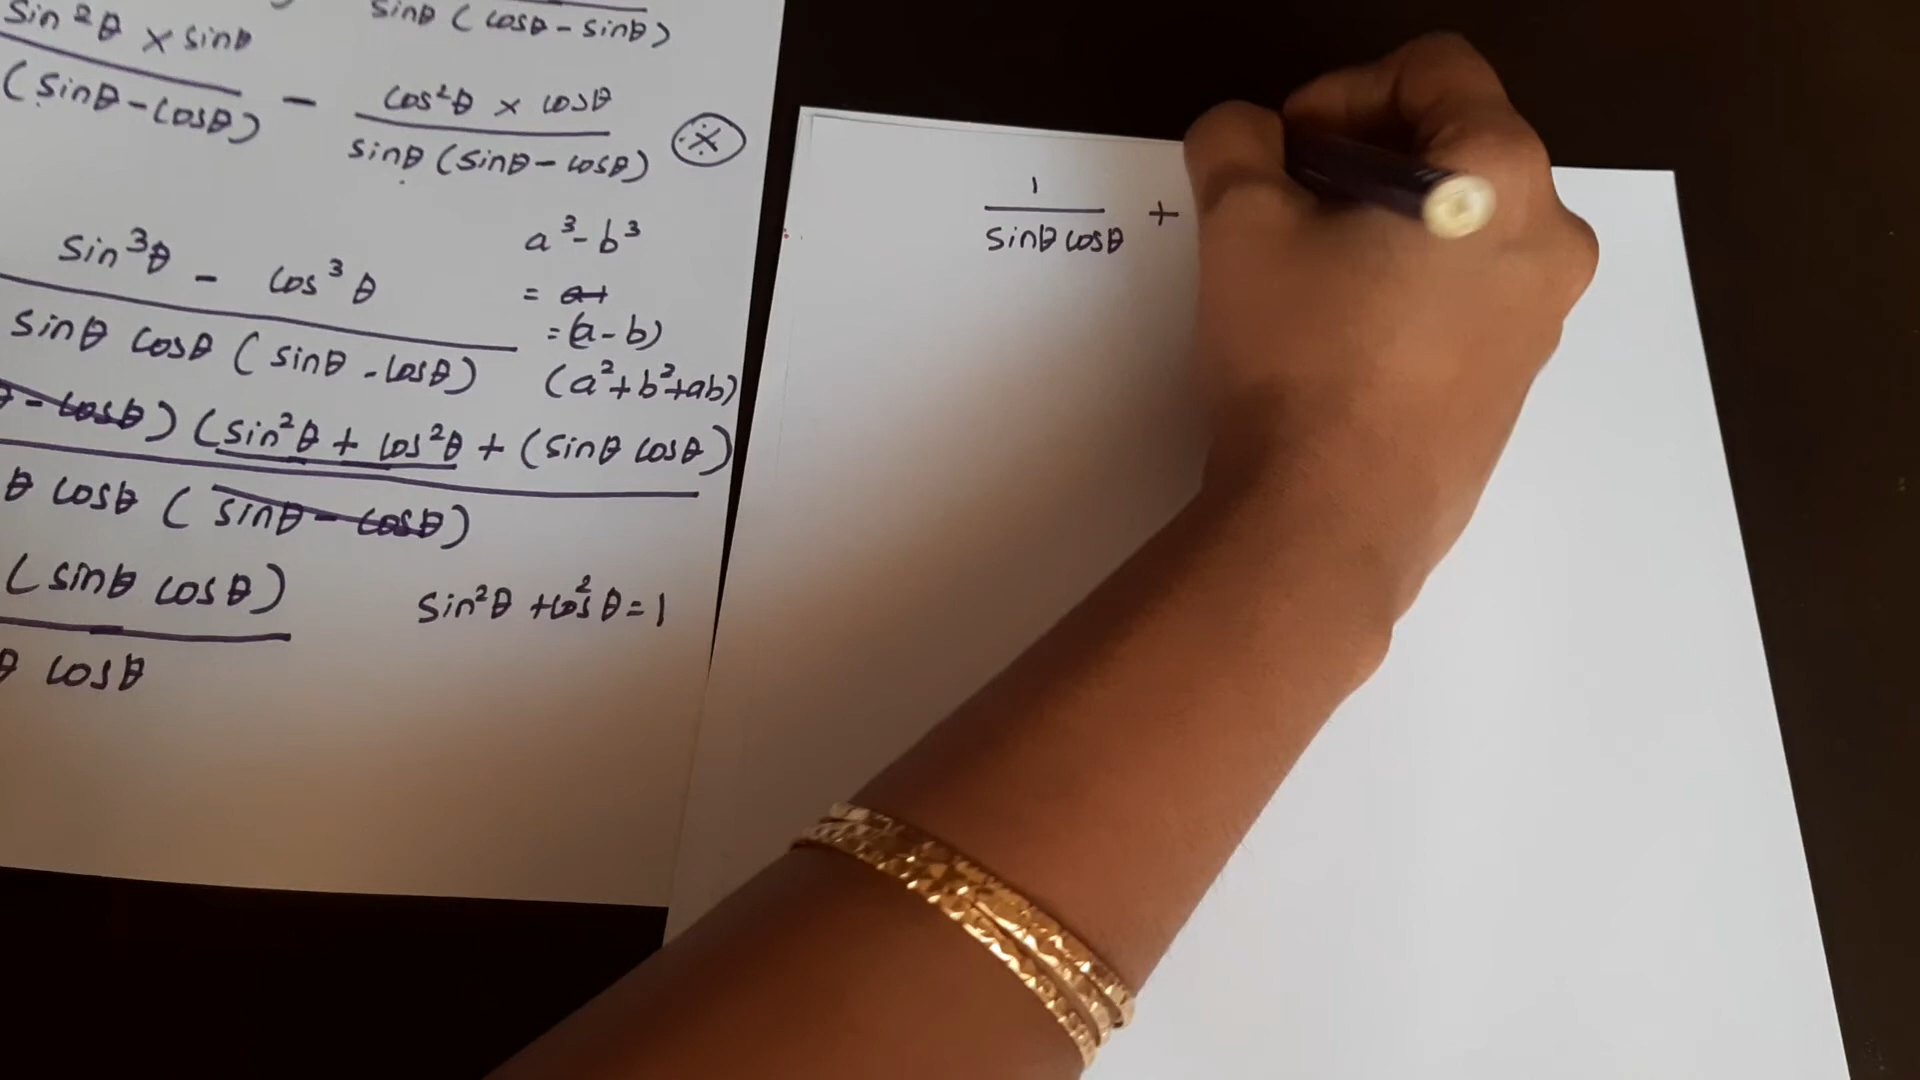 sinθ (cosθ - sinθ)
sin²θ × sinθ
(sinθ - cosθ)
- cos²θ × cosθ
sinθ (sinθ - cosθ)
sin³θ - cos³θ
sinθ cosθ (sinθ - cosθ)
a³ - b³
= a+
= (a - b)
(a² + b² + ab)
θ - cosθ) (sin²θ + cos²θ + (sinθ cosθ)
θ cosθ (sinθ - cosθ)
(sinθ cosθ)
θ cosθ
sin²θ + cos²θ = 1
1
sinθ cosθ
+